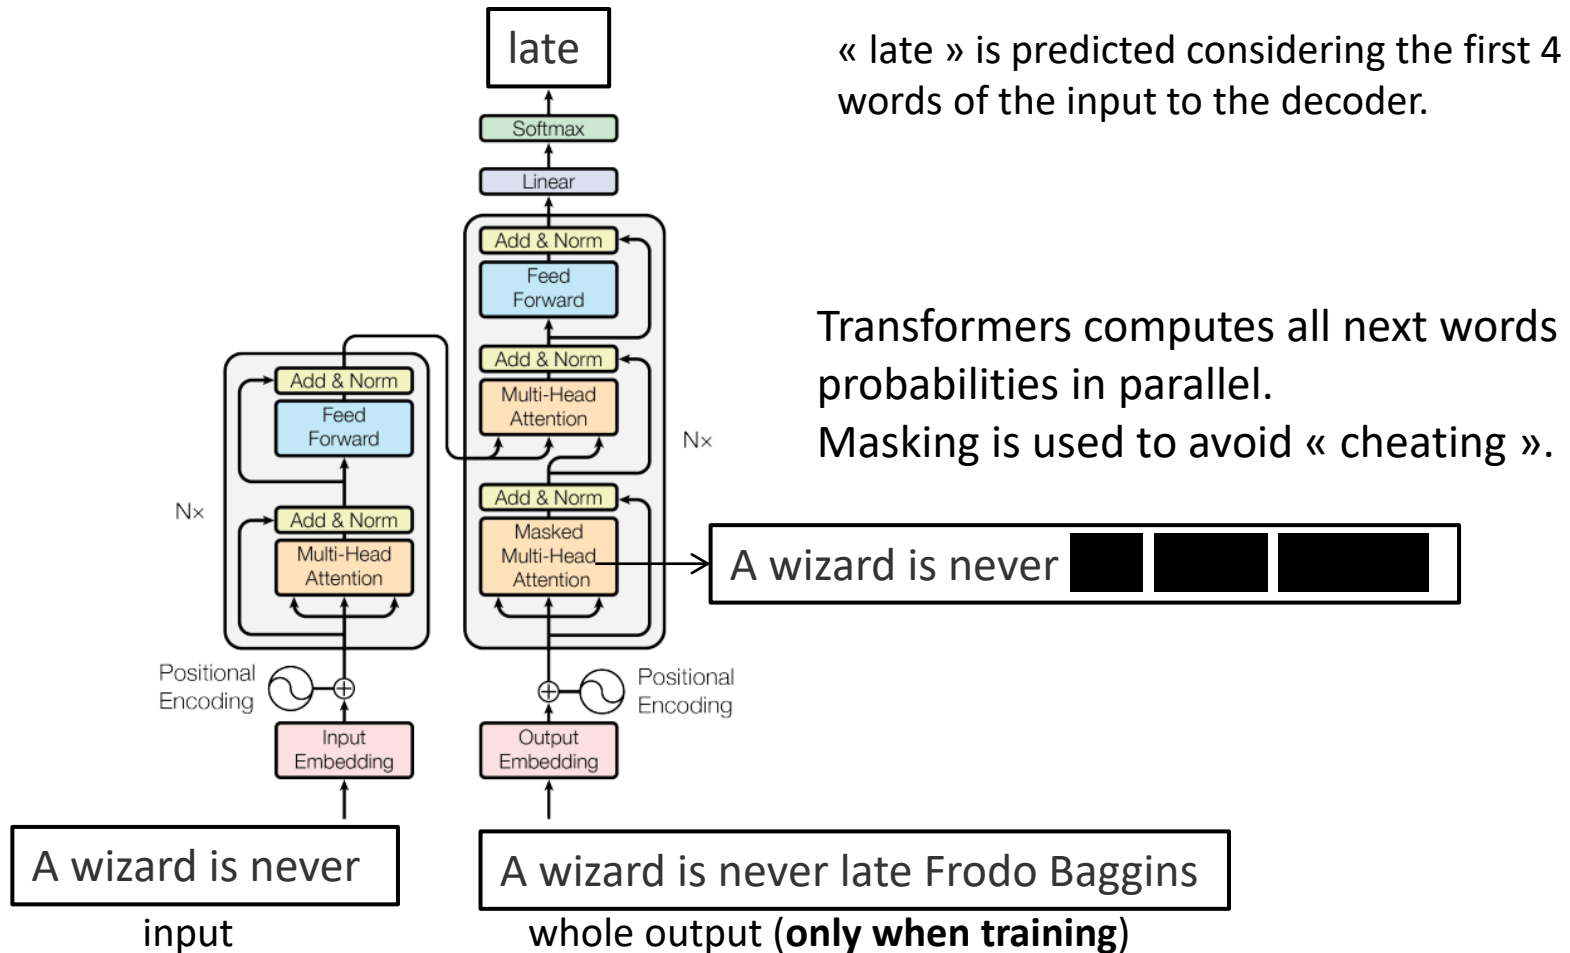 late
« late » is predicted considering the first 4
words of the input to the decoder.
Softmax
Linear
Add & Norm
Feed
Forward
Add & Norm
Multi-Head
Attention
Nx
Add & Norm
Masked
Multi-Head
Attention
Transformers computes all next words
probabilities in parallel.
Masking is used to avoid « cheating ».
A wizard is never
Add & Norm
Feed
Forward
Nx
Add & Norm
Multi-Head
Attention
Positional
Encoding
Positional
Encoding
Input
Embedding
Output
Embedding
A wizard is never
input
A wizard is never late Frodo Baggins
whole output (only when training)